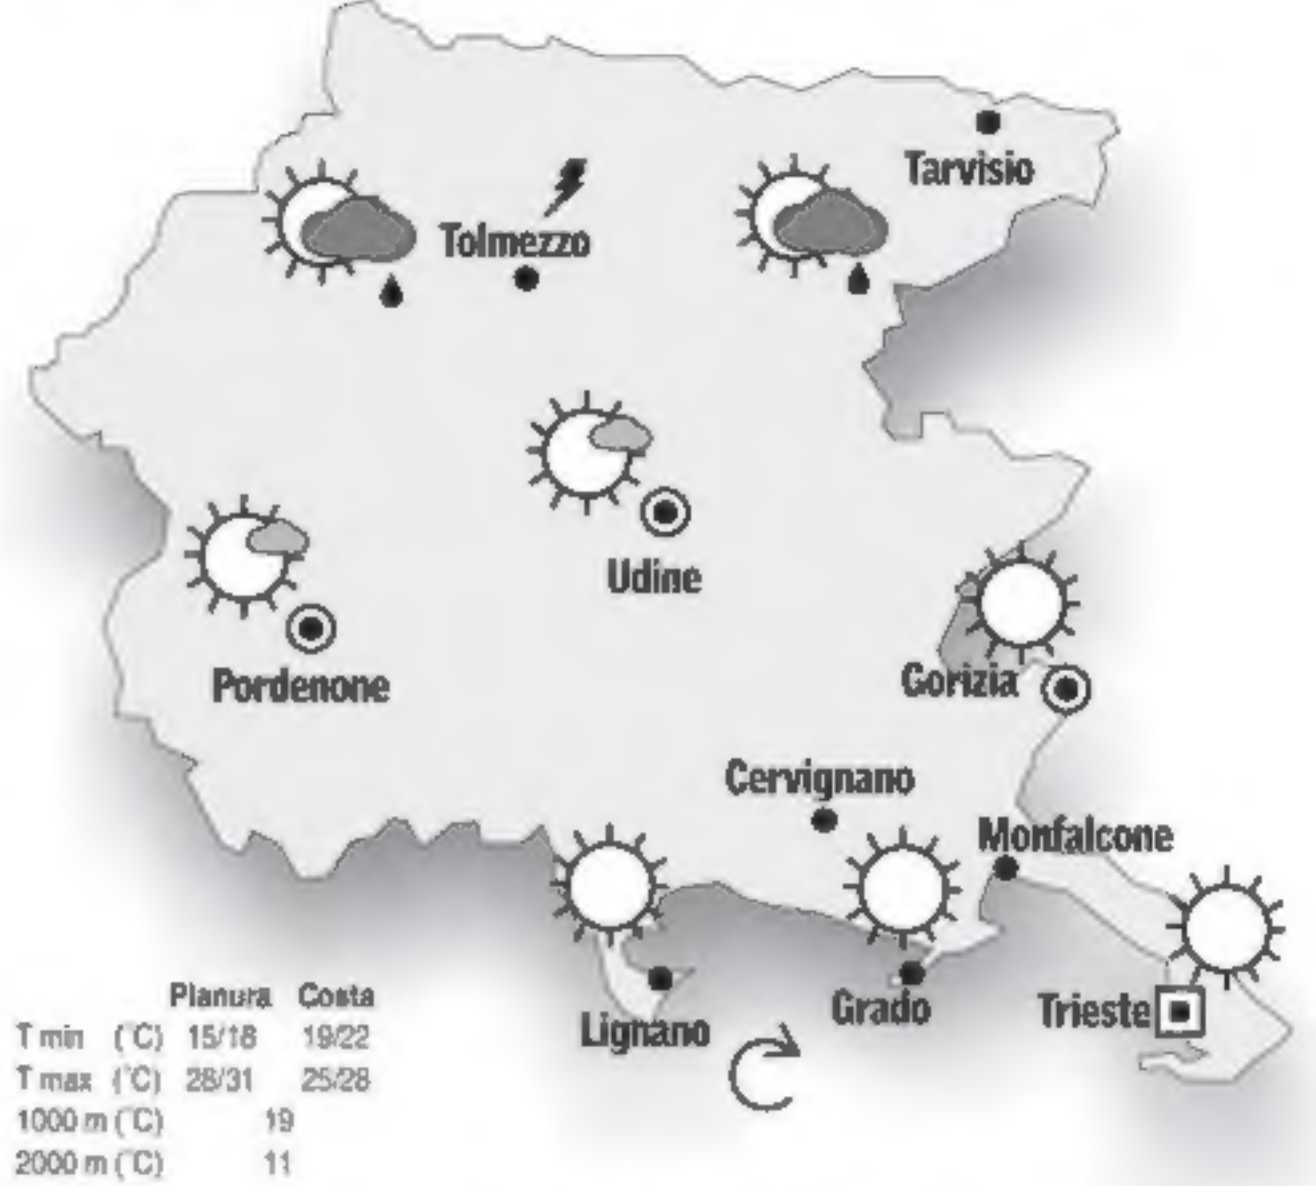 Tarvisio
Tolmezzo
Udine
Pordenone
Gorizia
Cervignano
Monfalcone
Planura Costa
Grado
Trieste
Lignano
T min (°C) 15/18 19/22
T max (°C) 28/31 25/28
1000 m (°C) 19
2000 m (°C) 11